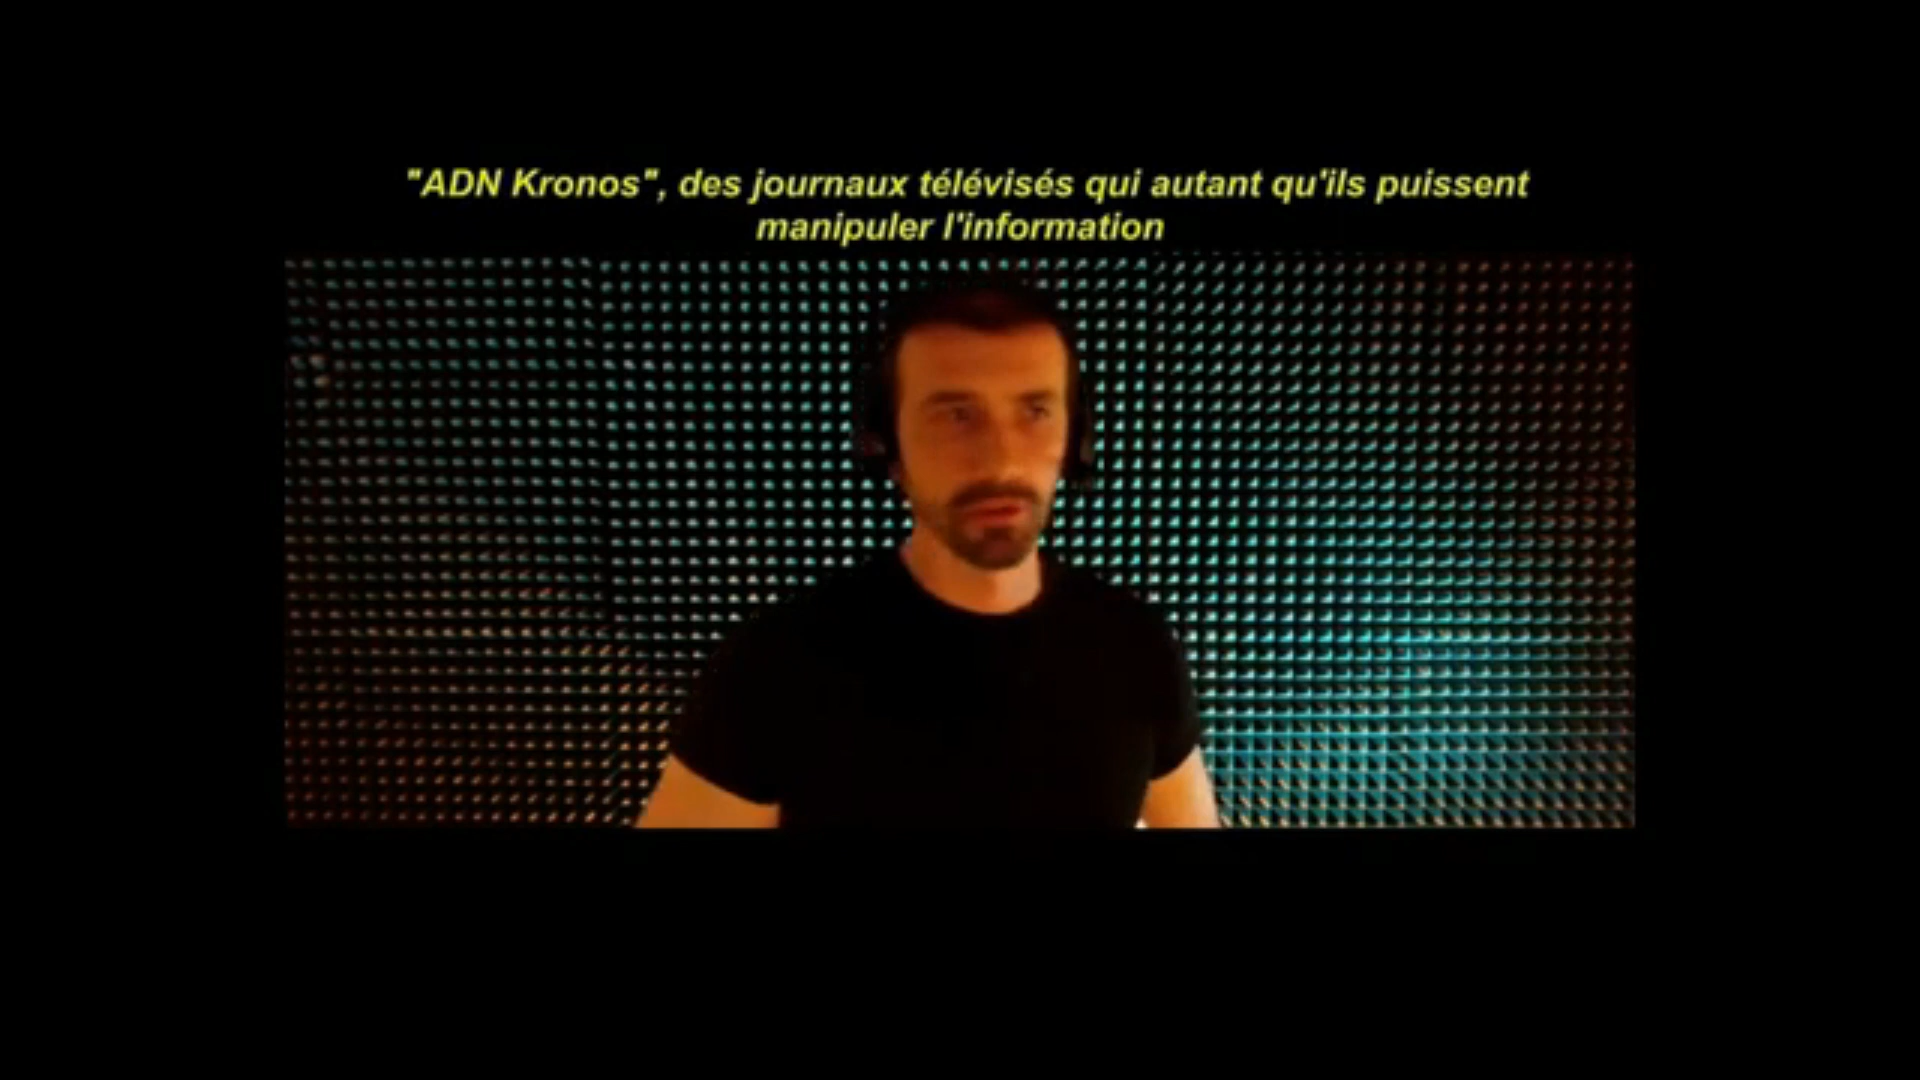 "ADN Kronos", des journaux télévisés qui autant qu'ils puissent
manipuler l'information